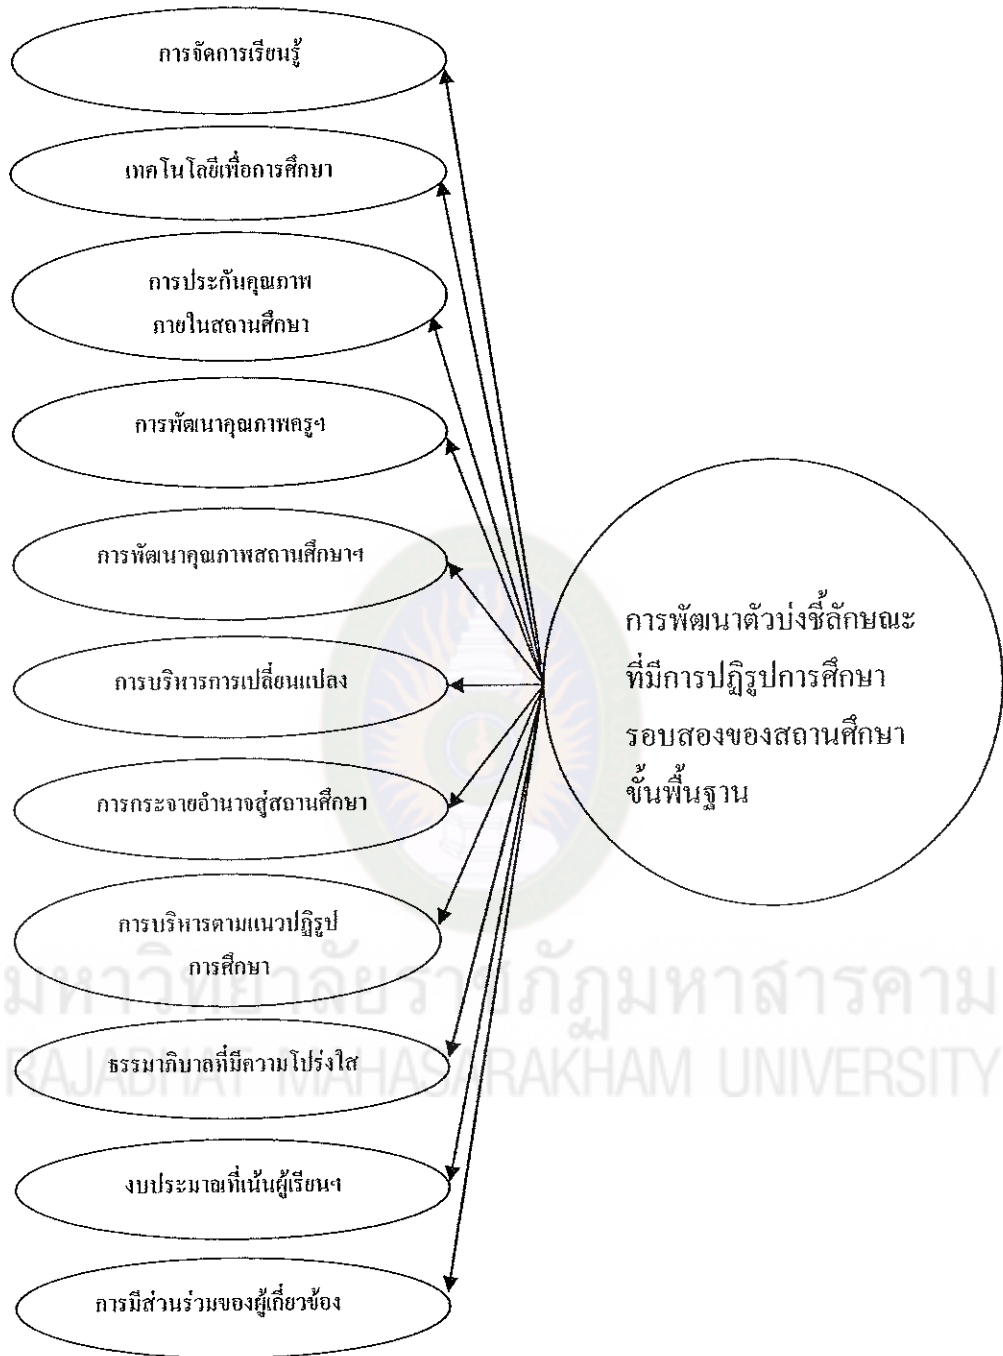 การจัดการเรียนรู้
เทคโนโลยีเพื่อการศึกษา
การประกันคุณภาพ
ภายในสถานศึกษา
การพัฒนาคุณภาพครูฯ
การพัฒนาคุณภาพสถานศึกษาฯ
การบริหารการเปลี่ยนแปลง
การกระจายอำนาจสู่สถานศึกษา
การบริหารตามแนวปฏิรูป
การศึกษา
ธรรมาภิบาลที่มีความโปร่งใส
งบประมาณที่เน้นผู้เรียนฯ
การมีส่วนร่วมของผู้เกี่ยวข้อง
การพัฒนาตัวบ่งชี้ลักษณะ
ที่มีการปฏิรูปการศึกษา
รอบสองของสถานศึกษา
ขั้นพื้นฐาน
มหาวิทยาลัยราชภัฏมหาสารคาม
RAJABHAT MAHASARAKHAM UNIVERSITY